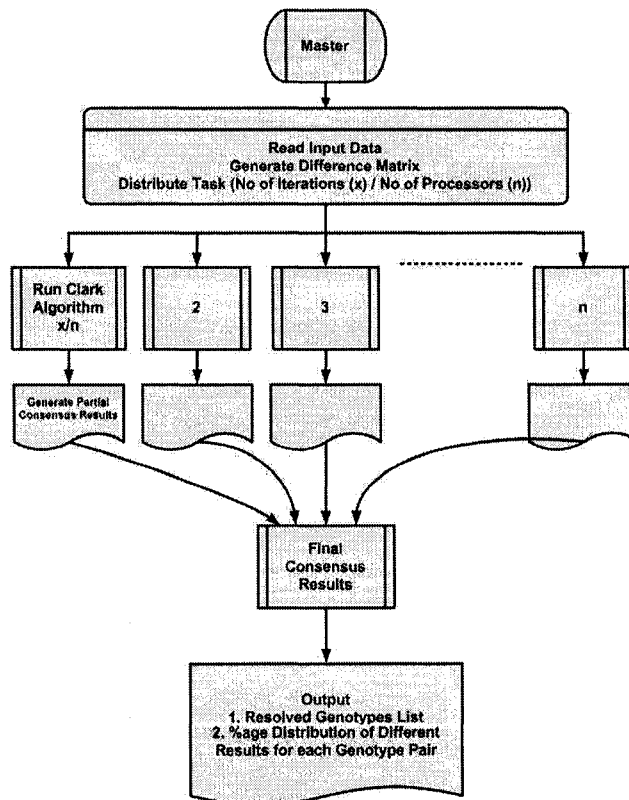 Master
Read Input Data
Generate Difference Matrix
Distribute Task (No of Iterations (x) / No of Processors (n))
Run Clark
Algorithm
x/n
2
3
n
Generate Partial
Consensus Results
Final
Consensus
Results
Output
1. Resolved Genotypes List
2. %age Distribution of Different
Results for each Genotype Pair